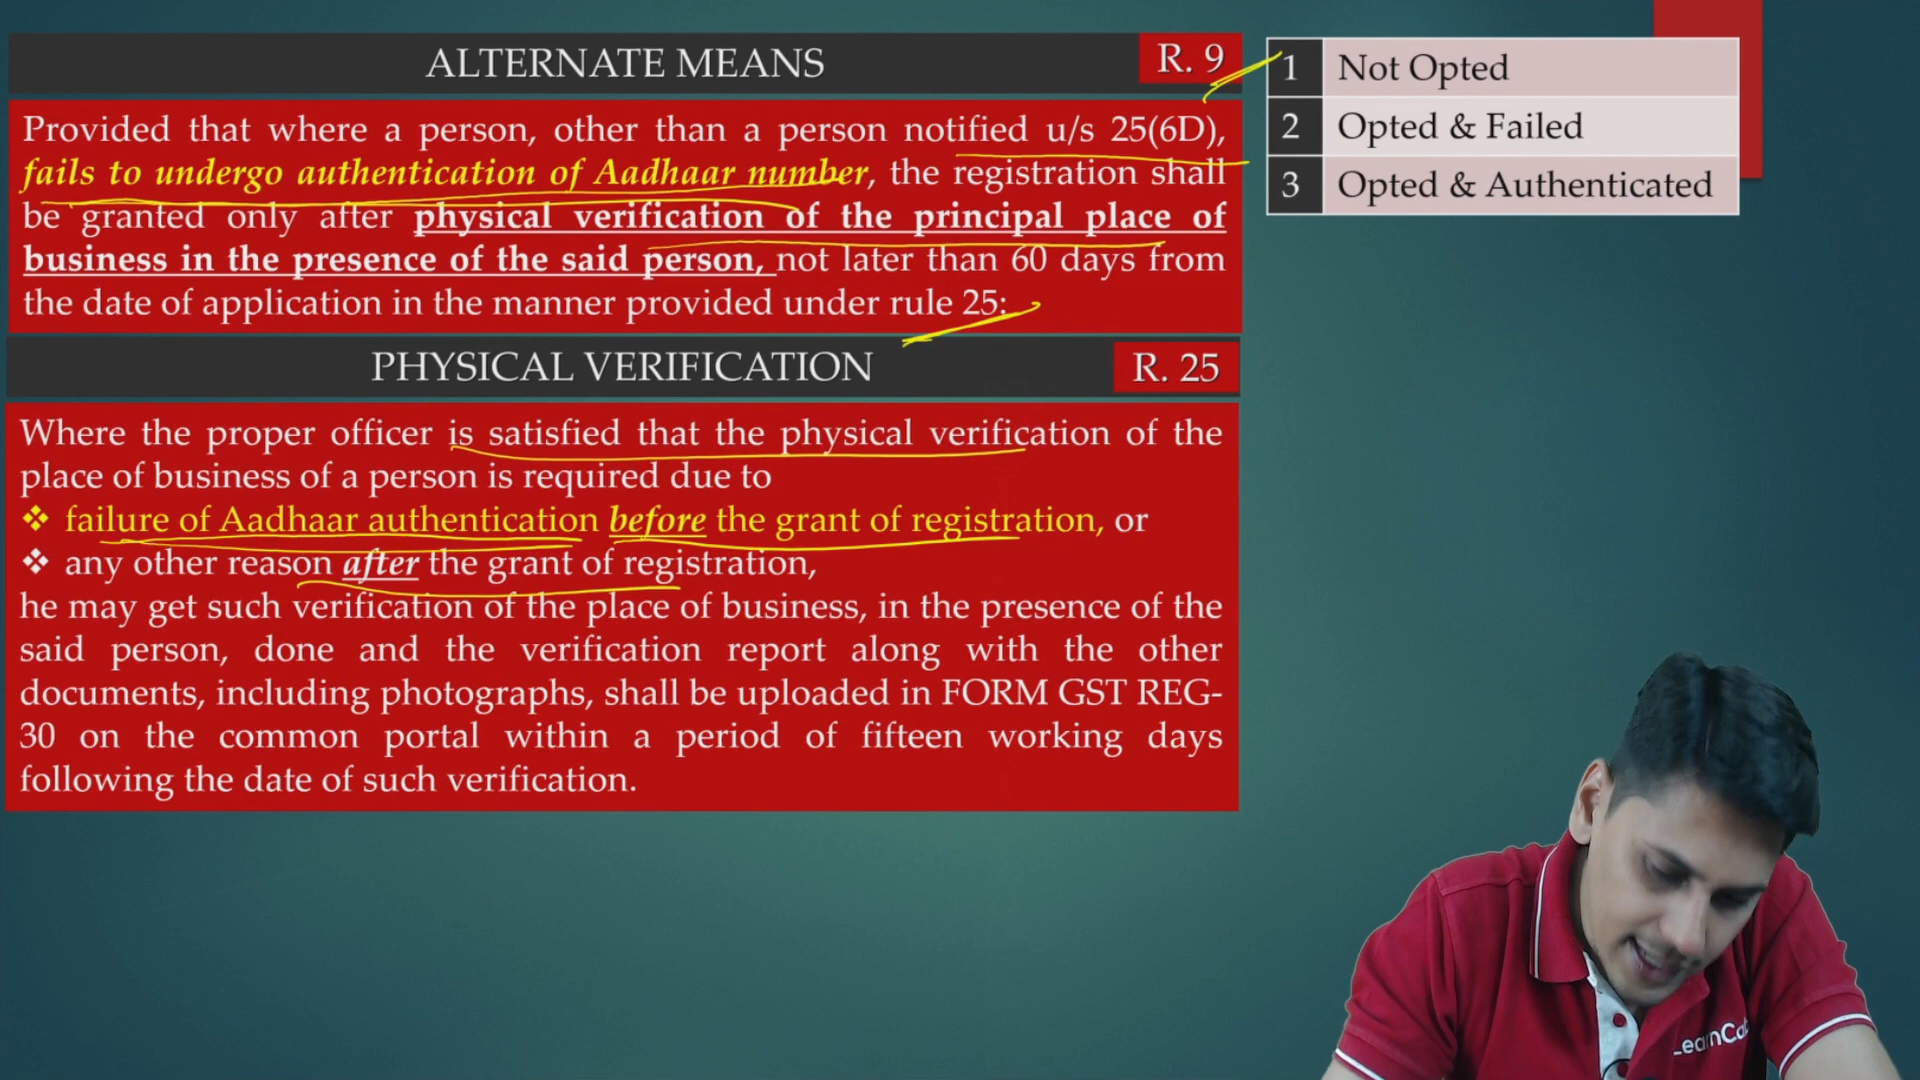 ALTERNATE MEANS
R. 9
Provided that where a person, other than a person notified u/s 25(6D),
fails to undergo authentication of Aadhaar number, the registration shall
be granted only after physical verification of the principal place of
business in the presence of the said person, not later than 60 days from
the date of application in the manner provided under rule 25:
PHYSICAL VERIFICATION
R. 25
Where the proper officer is satisfied that the physical verification of the
place of business of a person is required due to
❖ failure of Aadhaar authentication before the grant of registration, or
❖ any other reason after the grant of registration,
he may get such verification of the place of business, in the presence of the
said person, done and the verification report along with the other
documents, including photographs, shall be uploaded in FORM GST REG-
30 on the common portal within a period of fifteen working days
following the date of such verification.
1 Not Opted
2 Opted & Failed
3 Opted & Authenticated